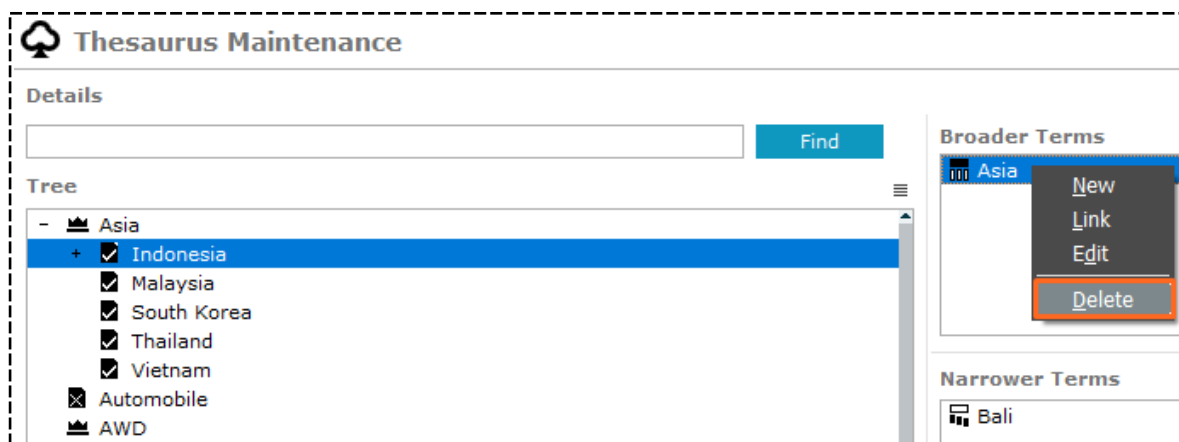 Thesaurus Maintenance
Details
Find
Tree
- Asia
+ Indonesia
Malaysia
South Korea
Thailand
Vietnam
Automobile
AWD
Broader Terms
Asia
New
Link
Edit
Delete
Narrower Terms
Bali